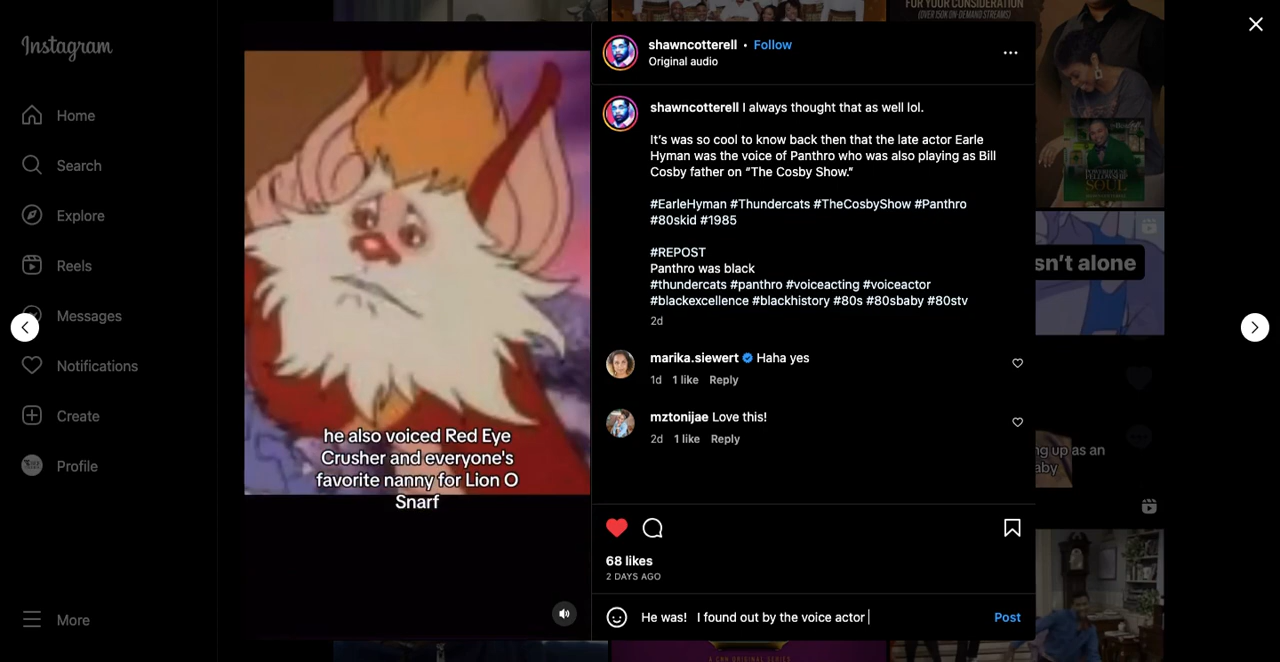 Instagram
Home
Search
Explore
Reels
Messages
Notifications
Create
Profile
More
he also voiced Red Eye
Crusher and everyone's
favorite nanny for Lion O
Snarf
shawncotterell • Follow
Original audio
shawncotterell I always thought that as well lol.
It's was so cool to know back then that the late actor Earle
Hyman was the voice of Panthro who was also playing as Bill
Cosby father on “The Cosby Show.”
#EarleHyman #Thundercats #TheCosbyShow #Panthro
#80skid #1985
#REPOST
Panthro was black
#thundercats #panthro #voiceacting #voiceactor
#blackexcellence #blackhistory #80s #80sbaby #80stv
2d
marika.siewert Haha yes
1d 1 like Reply
mztonijae Love this!
2d 1 like Reply
68 likes
2 DAYS AGO
He was! I found out by the voice actor
Post
FOR YOUR CONSIDERATION
(OVER 150K ON-DEMAND STREAMS)
SOUL
sn't alone
ng up as an
aby